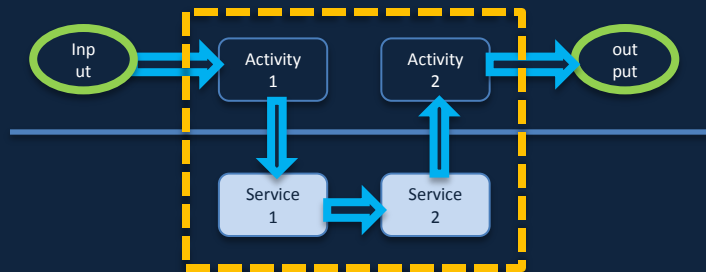 Inp
ut
Activity
1
Activity
2
out
put
Service
1
Service
2